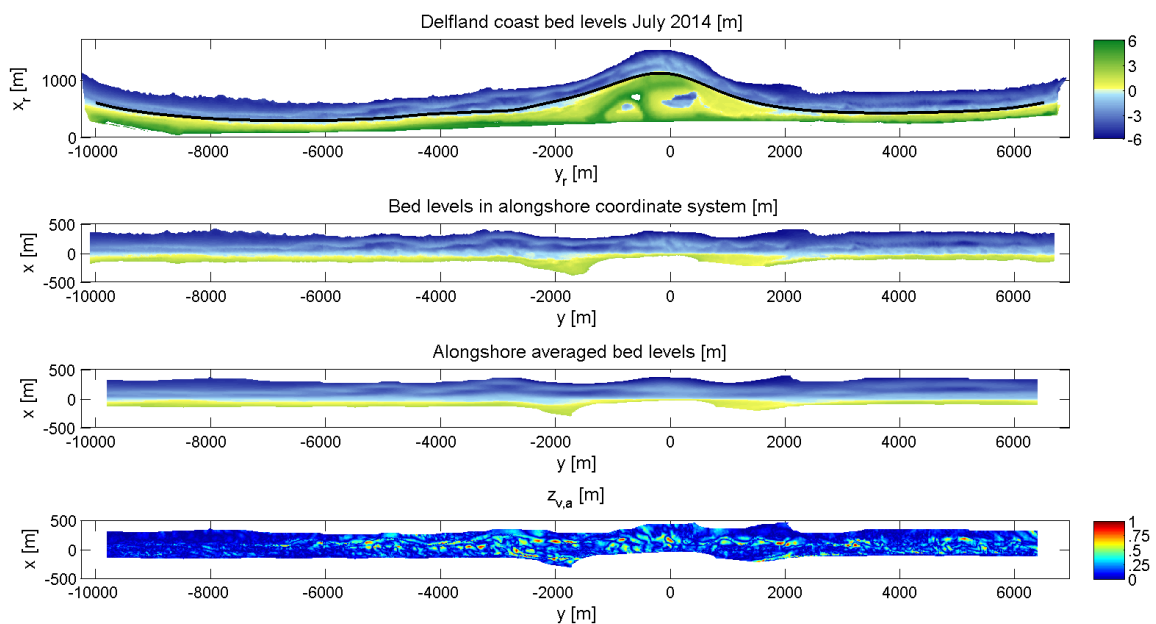 Delfland coast bed levels July 2014 [m]
x_r [m]
1000
0
-10000 -8000 -6000 -4000 -2000 0 2000 4000 6000
y_r [m]
6
3
0
-3
-6
Bed levels in alongshore coordinate system [m]
x [m]
500
0
-500
-10000 -8000 -6000 -4000 -2000 0 2000 4000 6000
y [m]
Alongshore averaged bed levels [m]
x [m]
500
0
-500
-10000 -8000 -6000 -4000 -2000 0 2000 4000 6000
y [m]
z_{v,a} [m]
x [m]
500
0
-500
-10000 -8000 -6000 -4000 -2000 0 2000 4000 6000
y [m]
1
.75
.5
.25
0